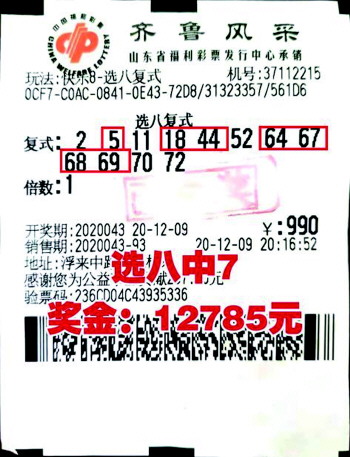 中国福利彩票
CHINA WELFARE LOTTERY
齐鲁风采
山东省福利彩票发行中心承销
玩法:快乐8-选八复式 机号:37112215
0CF7-C0AC-0841-0E43-72D8/31323357/561D6
选八复式
复式: 2 5 11 18 44 52 64 67
68 69 70 72
倍数:1
开奖期:2020043 20-12-09 ¥:990
销售期:2020043-93 20-12-09 20:16:52
地址:浮来中路
选八中7
感谢您为公益
元
验票码:236CD04C43935336
奖金:12785元